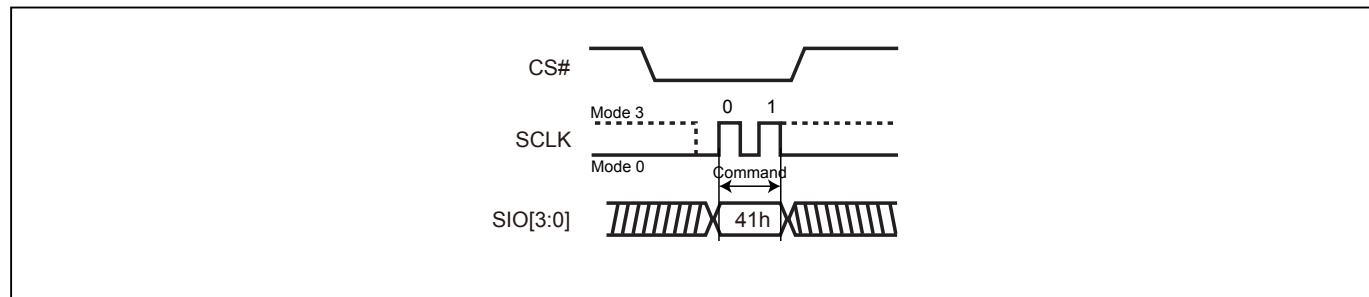 CS#
Mode 3
0 1
SCLK
Mode 0
Command
SIO[3:0]
41h